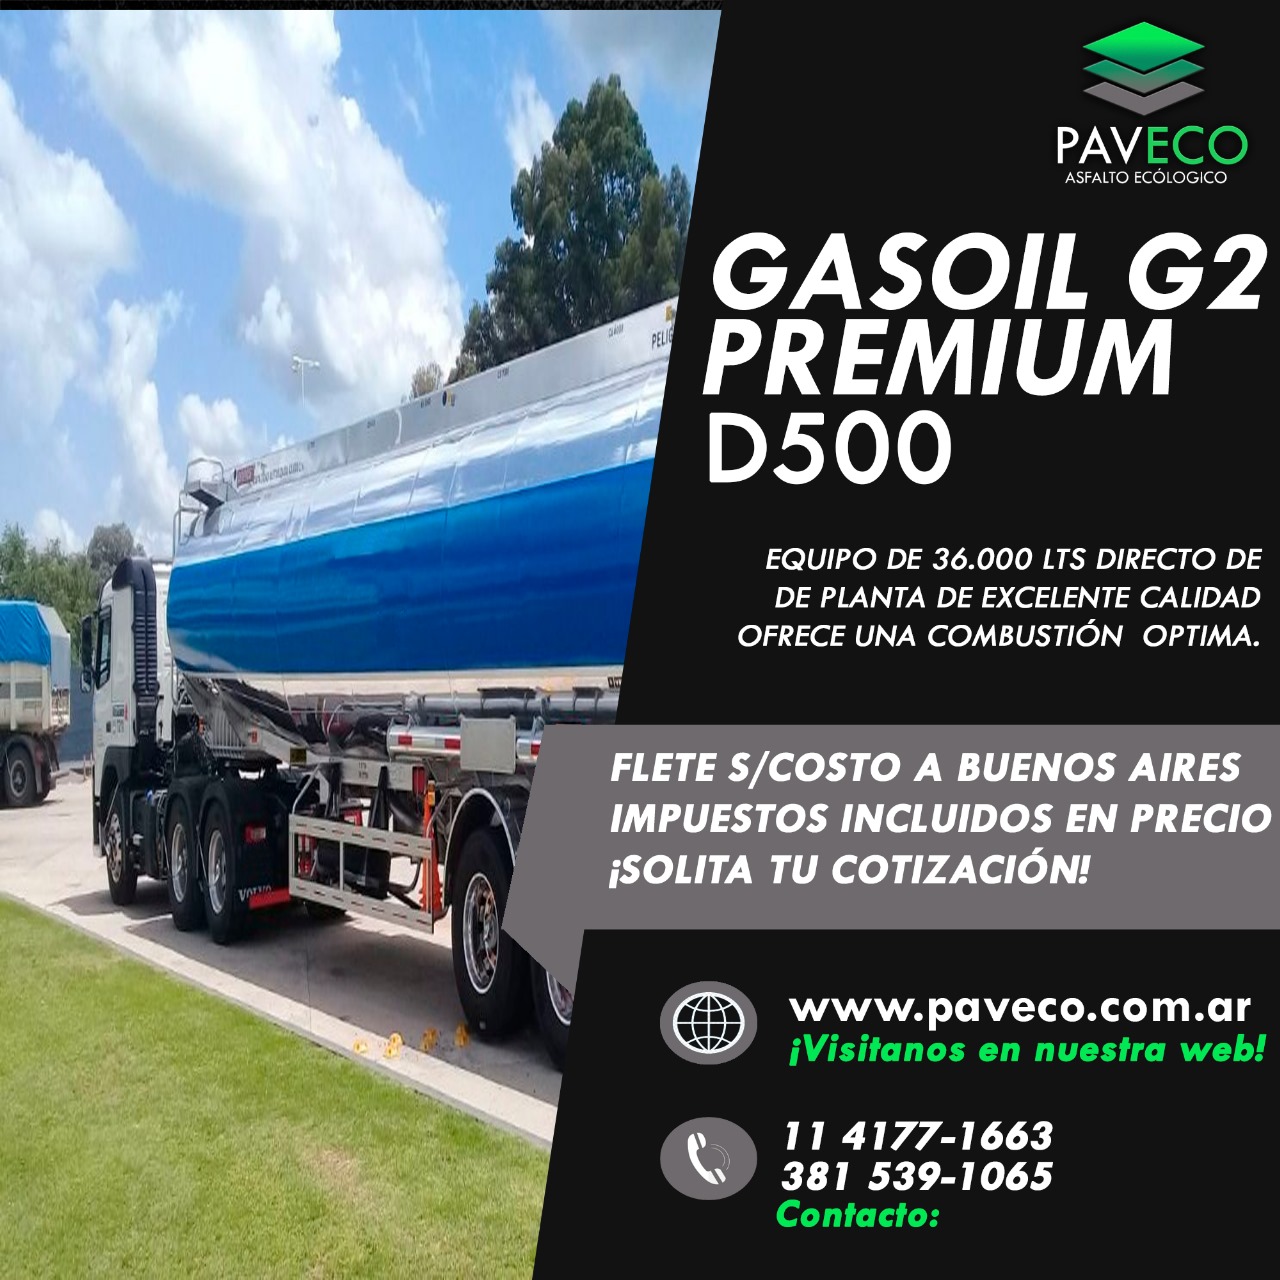 PAVECO
ASFALTO ECÓLOGICO
GASOIL G2
PREMIUM
D500
EQUIPO DE 36.000 LTS DIRECTO DE
DE PLANTA DE EXCELENTE CALIDAD
OFRECE UNA COMBUSTIÓN OPTIMA.
FLETE S/COSTO A BUENOS AIRES
IMPUESTOS INCLUIDOS EN PRECIO
¡SOLITA TU COTIZACIÓN!
www.paveco.com.ar
¡Visitanos en nuestra web!
11 4177-1663
381 539-1065
Contacto:
VOLVO